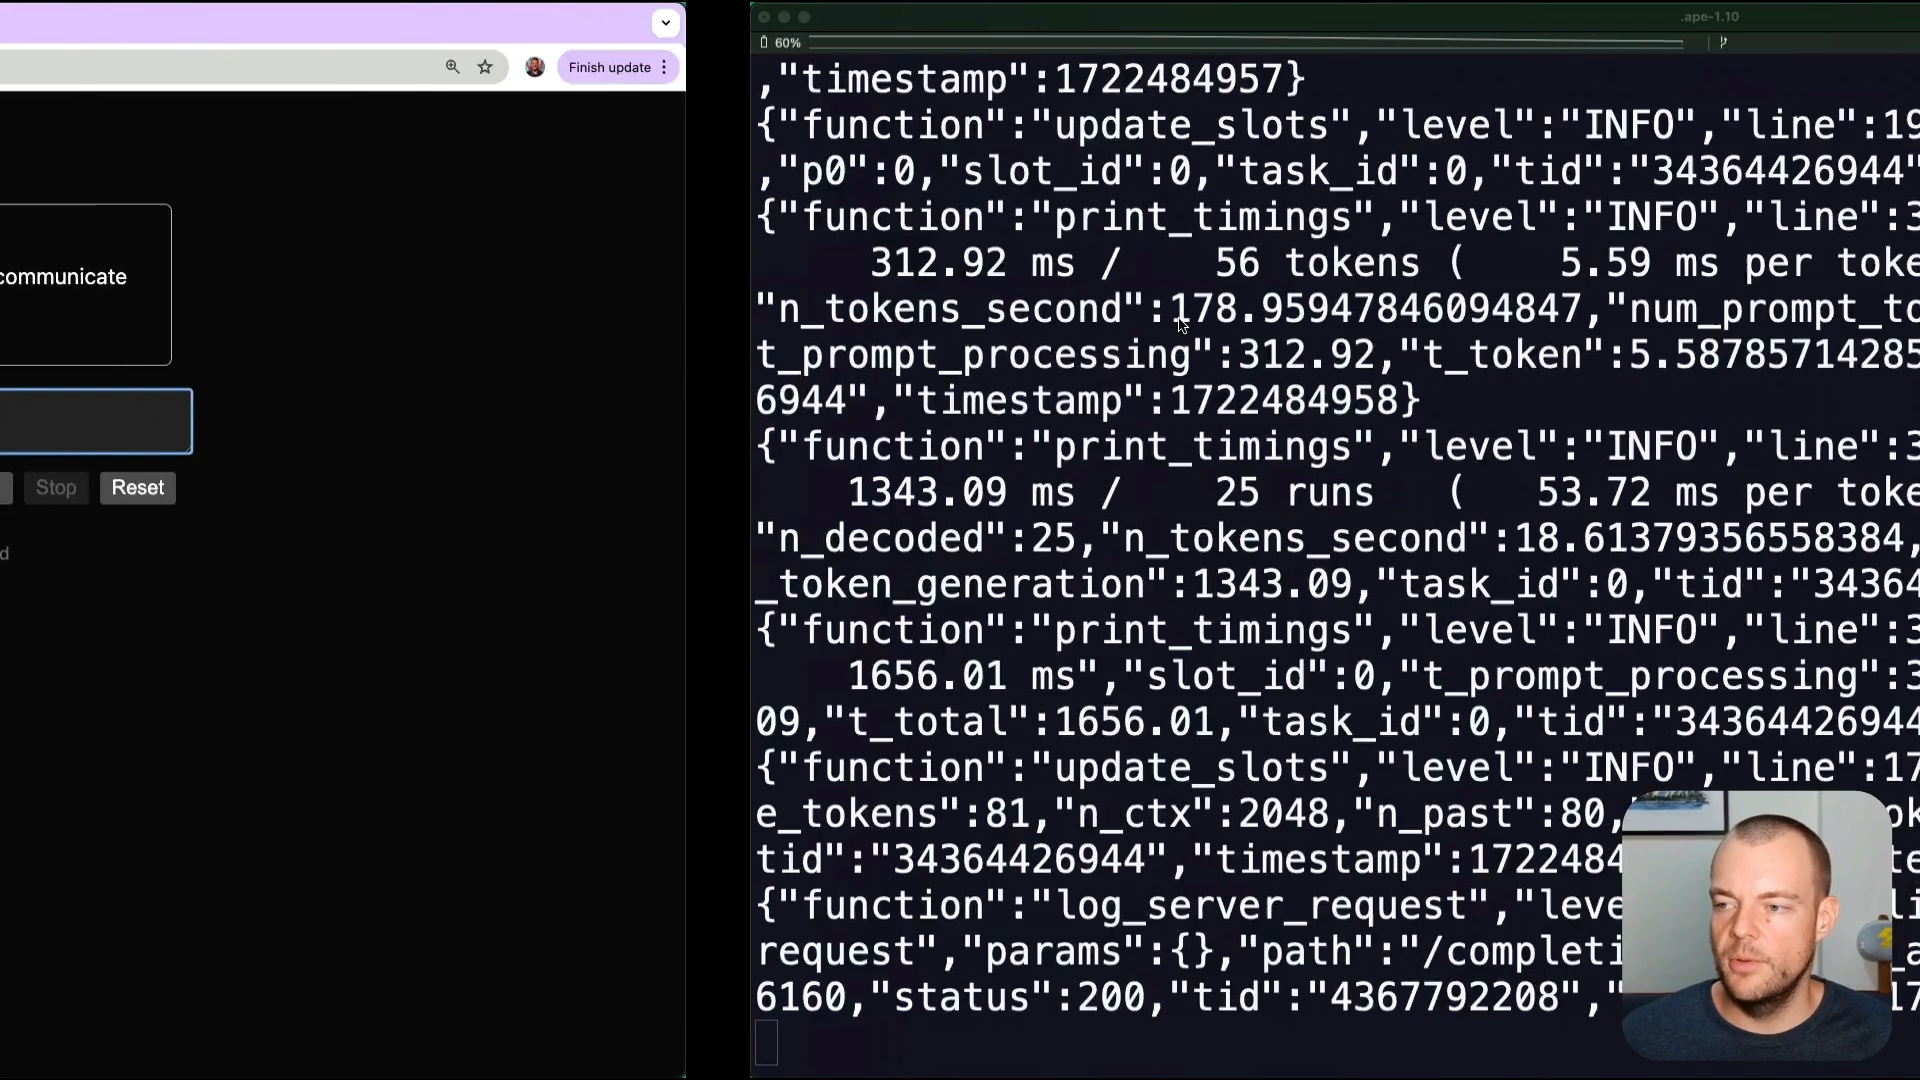 Finish update
communicate
Stop
Reset
d
.ape-1.10
60%
,"timestamp":1722484957}
{"function":"update_slots","level":"INFO","line":19
,"p0":0,"slot_id":0,"task_id":0,"tid":"34364426944"
{"function":"print_timings","level":"INFO","line":3
312.92 ms / 56 tokens ( 5.59 ms per toke
"n_tokens_second":178.95947846094847,"num_prompt_to
t_prompt_processing":312.92,"t_token":5.58785714285
6944","timestamp":1722484958}
{"function":"print_timings","level":"INFO","line":3
1343.09 ms / 25 runs ( 53.72 ms per toke
"n_decoded":25,"n_tokens_second":18.61379356558384,
_token_generation":1343.09,"task_id":0,"tid":"34364
{"function":"print_timings","level":"INFO","line":3
1656.01 ms","slot_id":0,"t_prompt_processing":3
09,"t_total":1656.01,"task_id":0,"tid":"34364426944
{"function":"update_slots","level":"INFO","line":17
e_tokens":81,"n_ctx":2048,"n_past":80,
tid":"34364426944","timestamp":1722484
{"function":"log_server_request","leve
request","params":{},"path":"/completi
6160,"status":200,"tid":"4367792208","